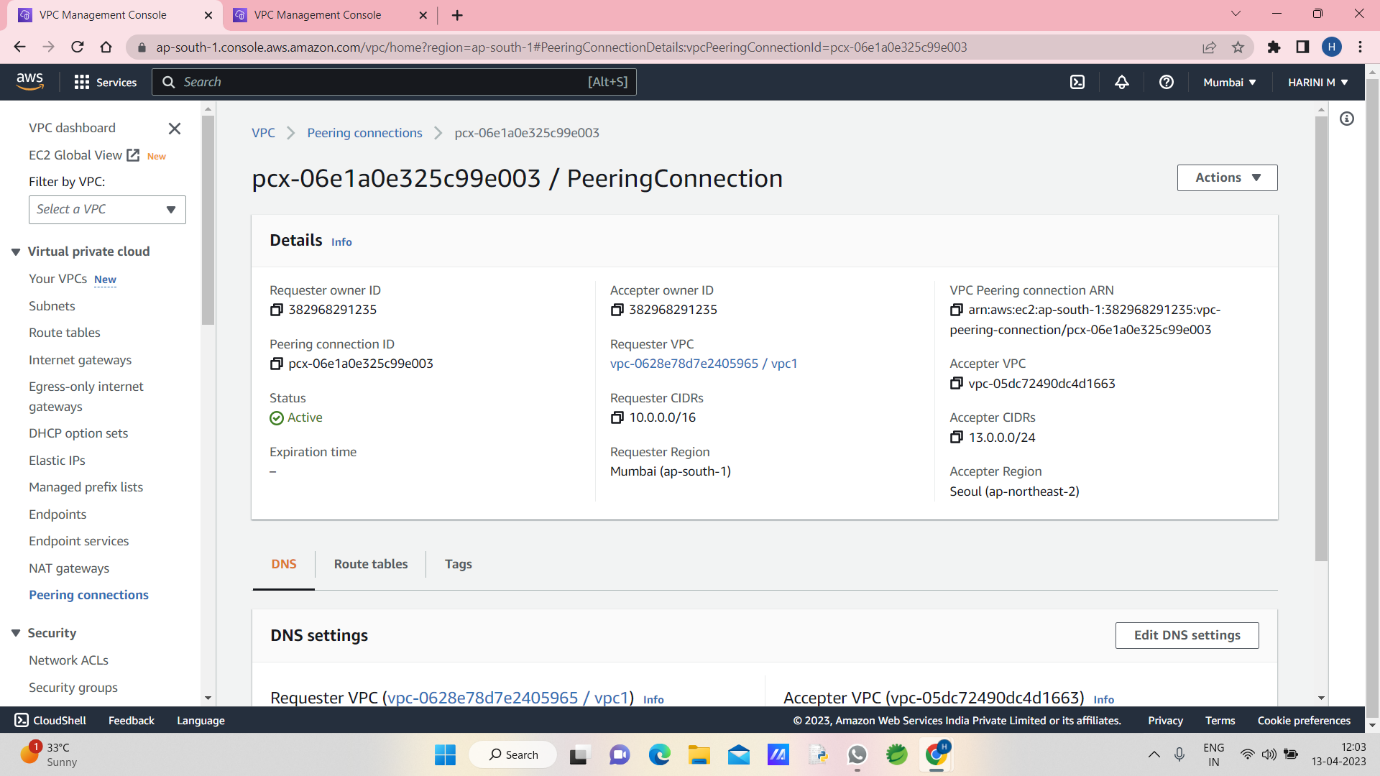 VPC Management Console
VPC Management Console
ap-south-1.console.aws.amazon.com/vpc/home?region=ap-south-1#PeeringConnectionDetails:vpcPeeringConnectionId=pcx-06e1a0e325c99e003
H
aws
Services
Search
[Alt+S]
Mumbai
HARINI M
VPC dashboard
EC2 Global View New
Filter by VPC:
Select a VPC
Virtual private cloud
Your VPCs New
Subnets
Route tables
Internet gateways
Egress-only internet
gateways
DHCP option sets
Elastic IPs
Managed prefix lists
Endpoints
Endpoint services
NAT gateways
Peering connections
Security
Network ACLs
Security groups
VPC > Peering connections > pcx-06e1a0e325c99e003
pcx-06e1a0e325c99e003 / PeeringConnection
Actions
Details Info
Requester owner ID
382968291235
Peering connection ID
pcx-06e1a0e325c99e003
Status
Active
Expiration time
–
Accepter owner ID
382968291235
Requester VPC
vpc-0628e78d7e2405965 / vpc1
Requester CIDRs
10.0.0.0/16
Requester Region
Mumbai (ap-south-1)
VPC Peering connection ARN
arn:aws:ec2:ap-south-1:382968291235:vpc-
peering-connection/pcx-06e1a0e325c99e003
Accepter VPC
vpc-05dc72490dc4d1663
Accepter CIDRs
13.0.0.0/24
Accepter Region
Seoul (ap-northeast-2)
DNS
Route tables
Tags
DNS settings
Edit DNS settings
Requester VPC (vpc-0628e78d7e2405965 / vpc1) Info
Accepter VPC (vpc-05dc72490dc4d1663) Info
CloudShell
Feedback
Language
© 2023, Amazon Web Services India Private Limited or its affiliates.
Privacy
Terms
Cookie preferences
1
33°C
Sunny
Search
H
ENG
IN
12:03
13-04-2023